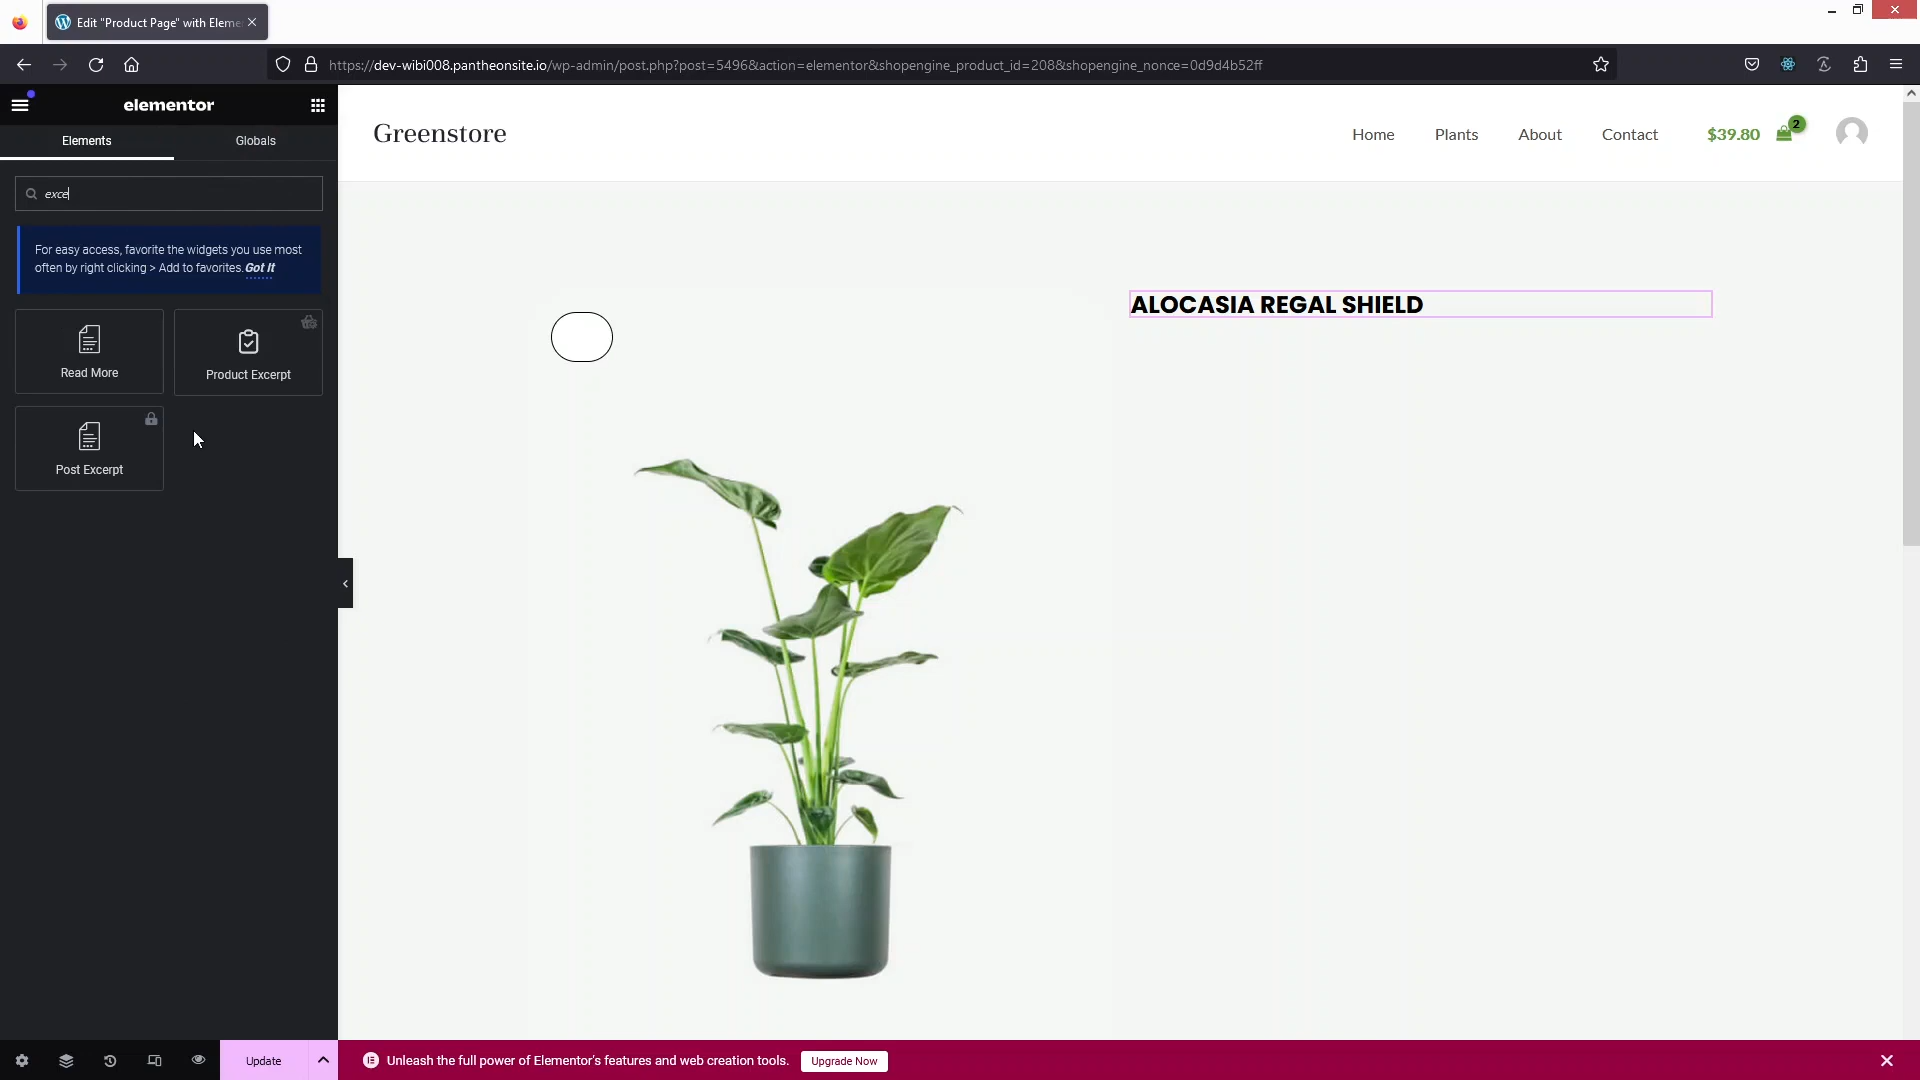 Edit "Product Page" with Eleme
https://dev-wibi008.pantheonsite.io/wp-admin/post.php?post=5496&action=elementor&shopengine_product_id=208&shopengine_nonce=0d9d4b52ff
elementor
Elements
Globals
exce
For easy access, favorite the widgets you use most
often by right clicking > Add to favorites. Got It
Read More
Product Excerpt
Post Excerpt
Update
Greenstore
Home
Plants
About
Contact
$39.80
2
ALOCASIA REGAL SHIELD
Unleash the full power of Elementor's features and web creation tools.
Upgrade Now